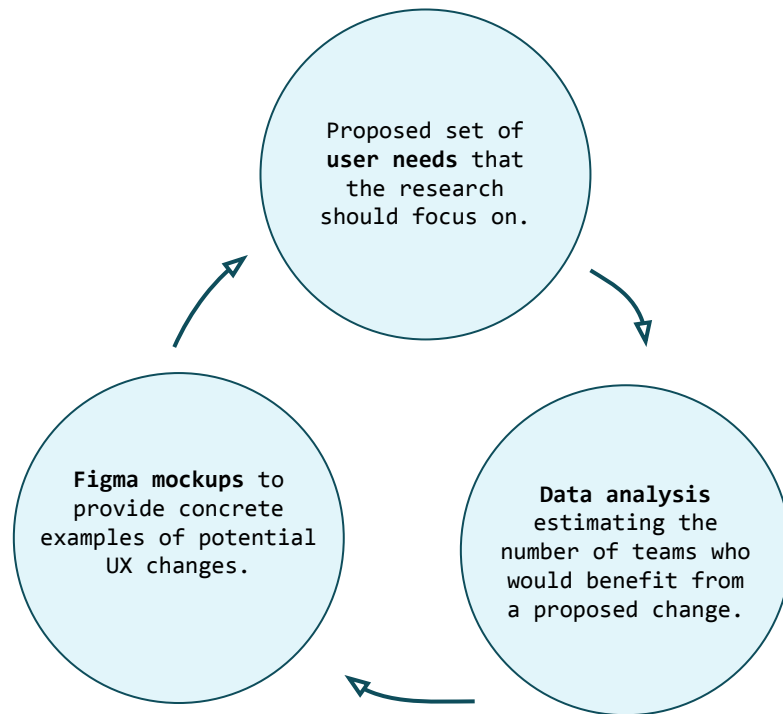 Proposed set of
user needs that
the research
should focus on.
Figma mockups to
provide concrete
examples of potential
UX changes.
Data analysis
estimating the
number of teams who
would benefit from
a proposed change.